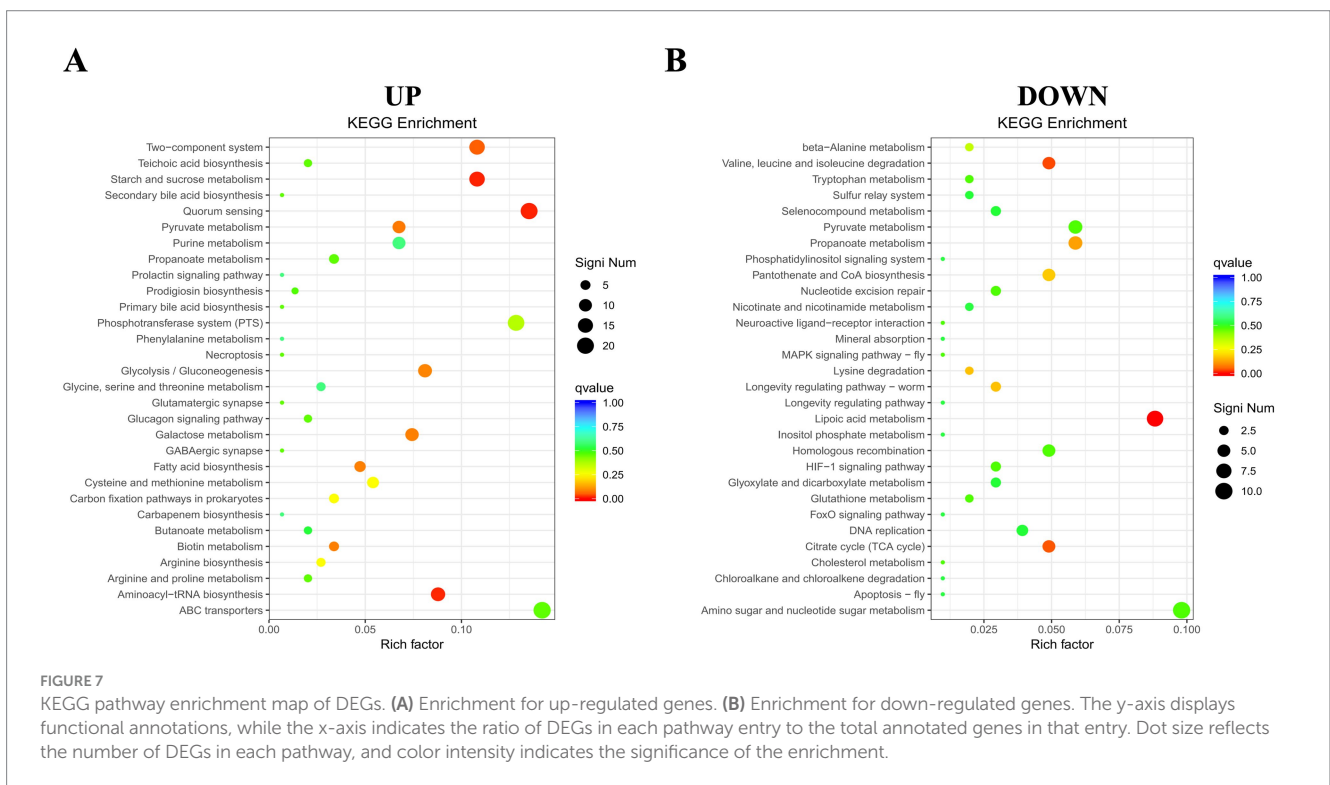 A
UP
KEGG Enrichment
Two−component system
Teichoic acid biosynthesis
Starch and sucrose metabolism
Secondary bile acid biosynthesis
Quorum sensing
Pyruvate metabolism
Purine metabolism
Propanoate metabolism
Prolactin signaling pathway
Prodigiosin biosynthesis
Primary bile acid biosynthesis
Phosphotransferase system (PTS)
Phenylalanine metabolism
Necroptosis
Glycolysis / Gluconeogenesis
Glycine, serine and threonine metabolism
Glutamatergic synapse
Glucagon signaling pathway
Galactose metabolism
GABAergic synapse
Fatty acid biosynthesis
Cysteine and methionine metabolism
Carbon fixation pathways in prokaryotes
Carbapenem biosynthesis
Butanoate metabolism
Biotin metabolism
Arginine biosynthesis
Arginine and proline metabolism
Aminoacyl−tRNA biosynthesis
ABC transporters
0.00 0.05 0.10
Rich factor
Signi Num
5
10
15
20
qvalue
1.00
0.75
0.50
0.25
0.00
B
DOWN
KEGG Enrichment
beta−Alanine metabolism
Valine, leucine and isoleucine degradation
Tryptophan metabolism
Sulfur relay system
Selenocompound metabolism
Pyruvate metabolism
Propanoate metabolism
Phosphatidylinositol signaling system
Pantothenate and CoA biosynthesis
Nucleotide excision repair
Nicotinate and nicotinamide metabolism
Neuroactive ligand−receptor interaction
Mineral absorption
MAPK signaling pathway − fly
Lysine degradation
Longevity regulating pathway − worm
Longevity regulating pathway
Lipoic acid metabolism
Inositol phosphate metabolism
Homologous recombination
HIF−1 signaling pathway
Glyoxylate and dicarboxylate metabolism
Glutathione metabolism
FoxO signaling pathway
DNA replication
Citrate cycle (TCA cycle)
Cholesterol metabolism
Chloroalkane and chloroalkene degradation
Apoptosis − fly
Amino sugar and nucleotide sugar metabolism
0.025 0.050 0.075 0.100
Rich factor
qvalue
1.00
0.75
0.50
0.25
0.00
Signi Num
2.5
5.0
7.5
10.0
FIGURE 7
KEGG pathway enrichment map of DEGs. (A) Enrichment for up-regulated genes. (B) Enrichment for down-regulated genes. The y-axis displays
functional annotations, while the x-axis indicates the ratio of DEGs in each pathway entry to the total annotated genes in that entry. Dot size reflects
the number of DEGs in each pathway, and color intensity indicates the significance of the enrichment.